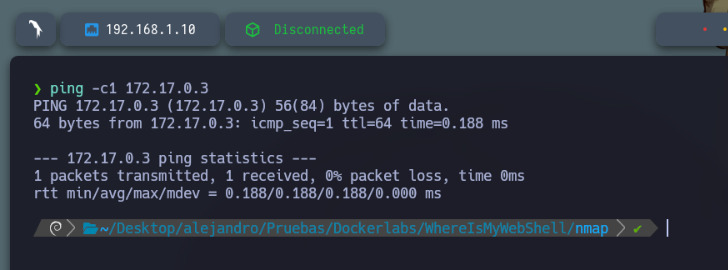 192.168.1.10 Disconnected
❯ ping -c1 172.17.0.3
PING 172.17.0.3 (172.17.0.3) 56(84) bytes of data.
64 bytes from 172.17.0.3: icmp_seq=1 ttl=64 time=0.188 ms
--- 172.17.0.3 ping statistics ---
1 packets transmitted, 1 received, 0% packet loss, time 0ms
rtt min/avg/max/mdev = 0.188/0.188/0.188/0.000 ms
~/Desktop/alejandro/Pruebas/Dockerlabs/WhereIsMyWebShell/nmap ✔